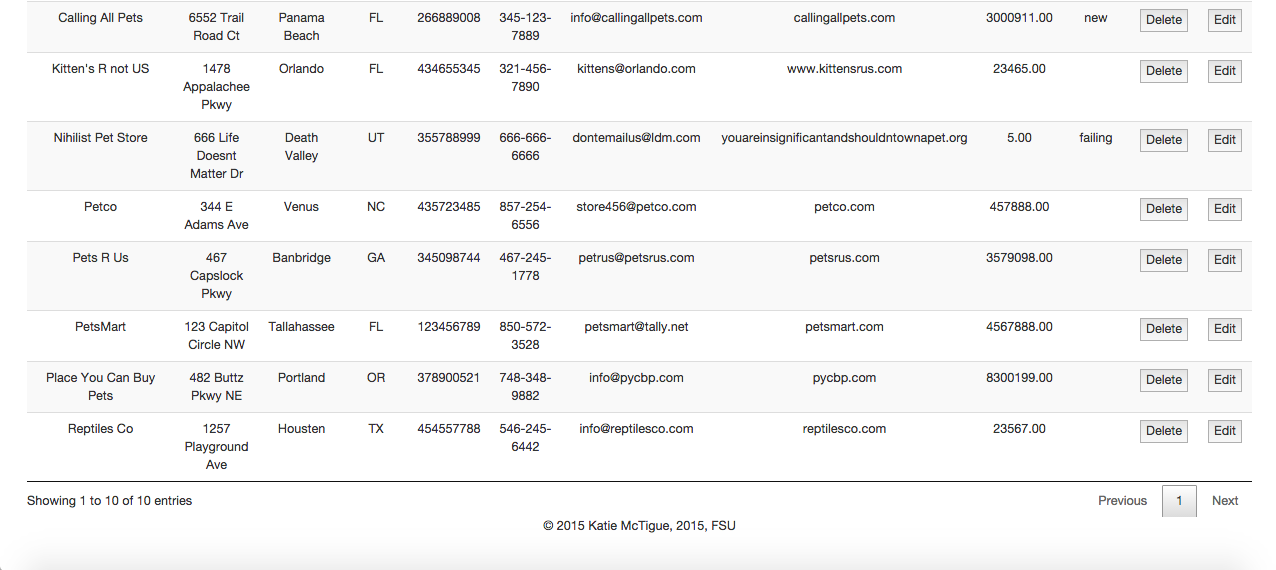 Calling All Pets 6552 Trail Panama FL 266889008 345-123- info@callingallpets.com callingallpets.com 3000911.00 new Delete Edit
Road Ct Beach 7889
Kitten's R not US 1478 Orlando FL 434655345 321-456- kittens@orlando.com www.kittensrus.com 23465.00 Delete Edit
Appalachee 7890
Pkwy
Nihilist Pet Store 666 Life Death UT 355788999 666-666- dontemailus@ldm.com youareinsignificantandshouldntownapet.org 5.00 failing Delete Edit
Doesnt Valley 6666
Matter Dr
Petco 344 E Venus NC 435723485 857-254- store456@petco.com petco.com 457888.00 Delete Edit
Adams Ave 6556
Pets R Us 467 Banbridge GA 345098744 467-245- petrus@petsrus.com petsrus.com 3579098.00 Delete Edit
Capslock 1778
Pkwy
PetsMart 123 Capitol Tallahassee FL 123456789 850-572- petsmart@tally.net petsmart.com 4567888.00 Delete Edit
Circle NW 3528
Place You Can Buy 482 Buttz Portland OR 378900521 748-348- info@pycbp.com pycbp.com 8300199.00 Delete Edit
Pets Pkwy NE 9882
Reptiles Co 1257 Housten TX 454557788 546-245- info@reptilesco.com reptilesco.com 23567.00 Delete Edit
Playground 6442
Ave
Showing 1 to 10 of 10 entries Previous 1 Next
© 2015 Katie McTigue, 2015, FSU